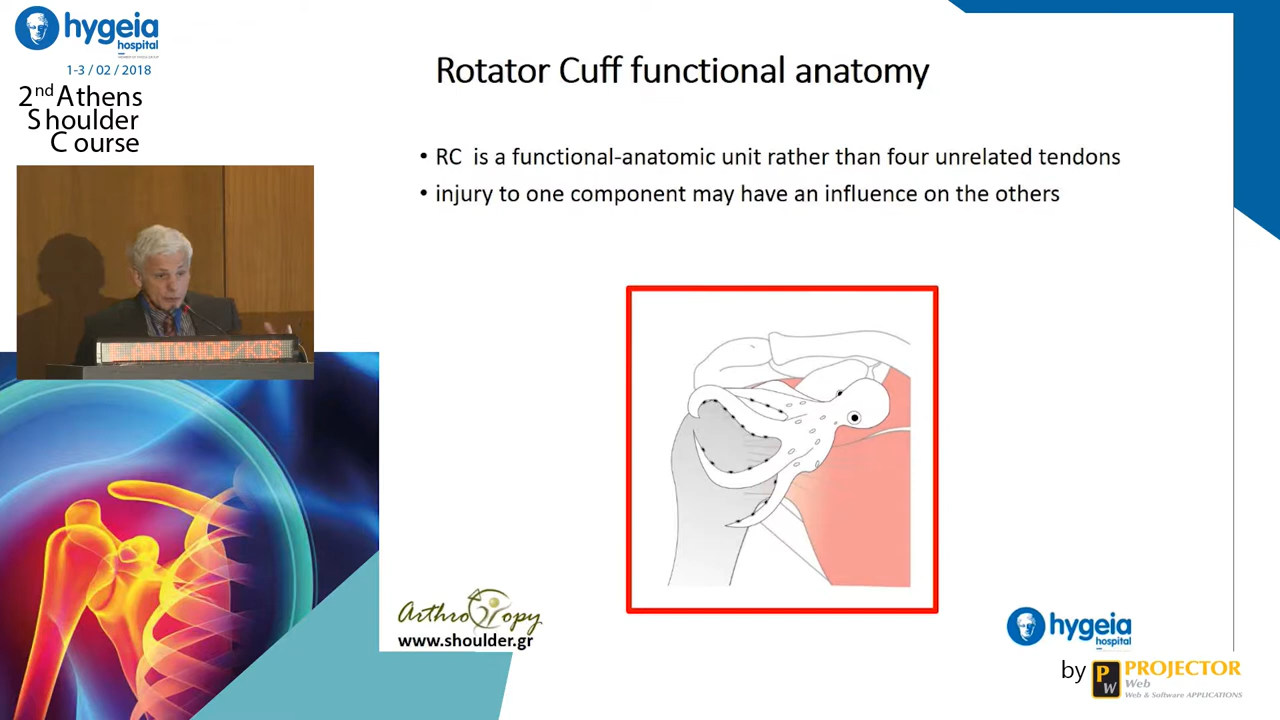 hygeia
hospital
1-3 / 02 / 2018
2nd Athens
Shoulder
Course
Rotator Cuff functional anatomy
• RC is a functional-anatomic unit rather than four unrelated tendons
• injury to one component may have an influence on the others
Arthroscopy
www.shoulder.gr
hygeia
hospital
by PW PROJECTOR
Web
Web & Software APPLICATIONS